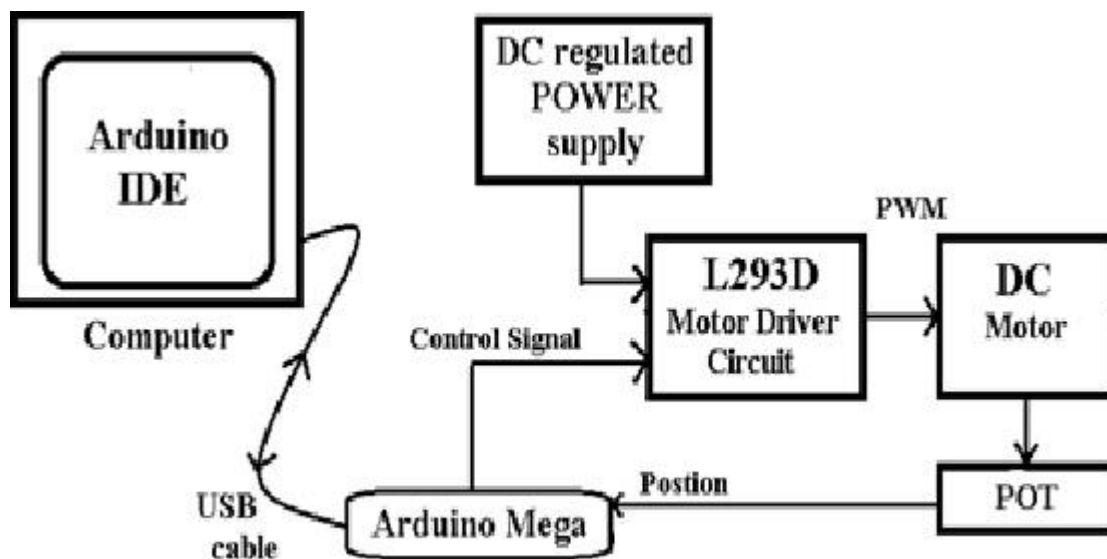 Arduino
IDE
Computer
USB
cable
DC regulated
POWER
supply
Control Signal
L293D
Motor Driver
Circuit
PWM
DC
Motor
POT
Postion
Arduino Mega